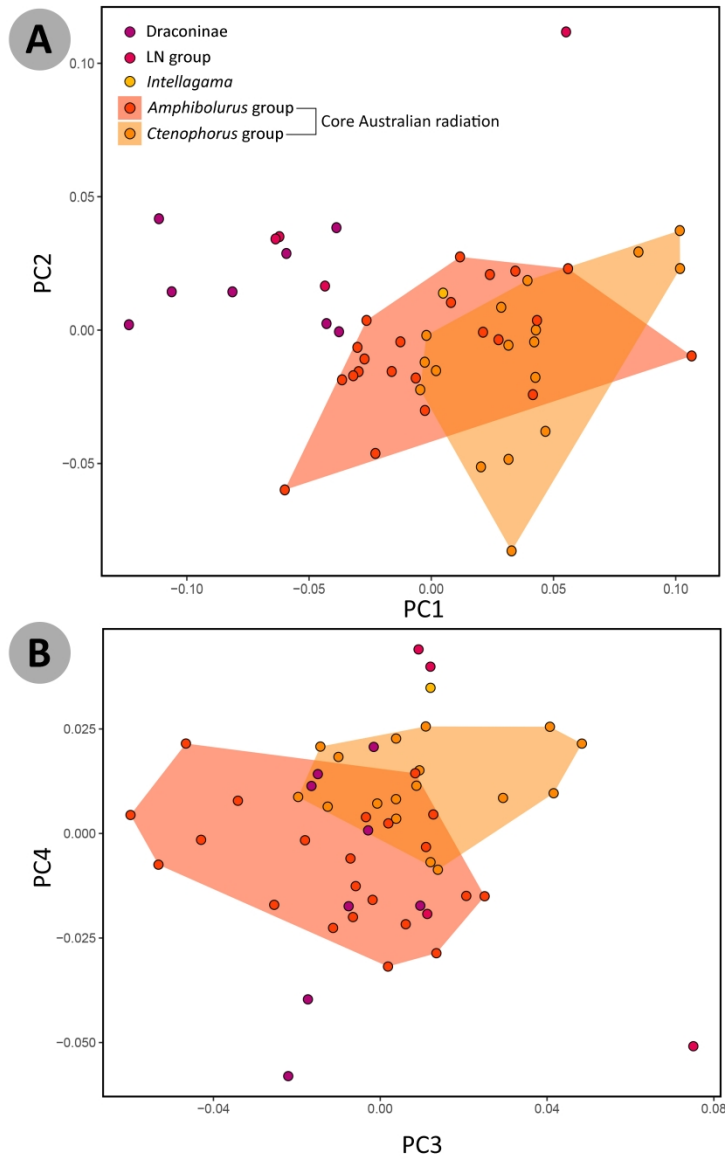 A
Draconinae
LN group
Intellagama
Amphibolurus group
Core Australian radiation
Ctenophorus group
0.10
0.05
0.00
−0.05
PC2
−0.10
−0.05
0.00
0.05
0.10
PC1
B
0.025
0.000
−0.025
−0.050
PC4
−0.04
0.00
0.04
0.08
PC3